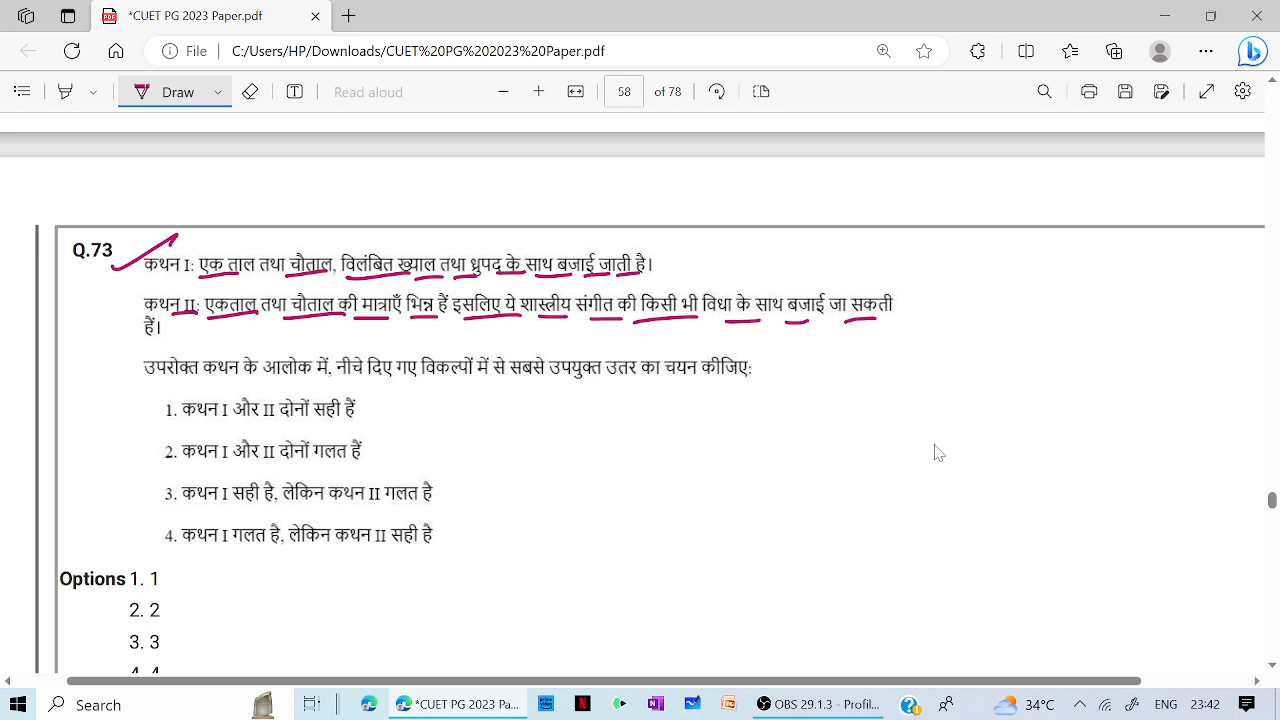 *CUET PG 2023 Paper.pdf
File C:/Users/HP/Downloads/CUET%20PG%202023%20Paper.pdf
Draw Read aloud 58 of 78
Q.73
कथन I: एक ताल तथा चौताल, विलंबित ख्याल तथा ध्रुपद के साथ बजाई जाती है।
कथन II: एकताल तथा चौताल की मात्राएँ भिन्न हैं इसलिए ये शास्त्रीय संगीत की किसी भी विधा के साथ बजाई जा सकती
हैं।
उपरोक्त कथन के आलोक में, नीचे दिए गए विकल्पों में से सबसे उपयुक्त उतर का चयन कीजिए:
1. कथन I और II दोनों सही हैं
2. कथन I और II दोनों गलत हैं
3. कथन I सही है, लेकिन कथन II गलत है
4. कथन I गलत है, लेकिन कथन II सही है
Options 1. 1
2. 2
3. 3
4. 4
Search *CUET PG 2023 Pa... OBS 29.1.3 - Profil... 34°C ENG 23:42